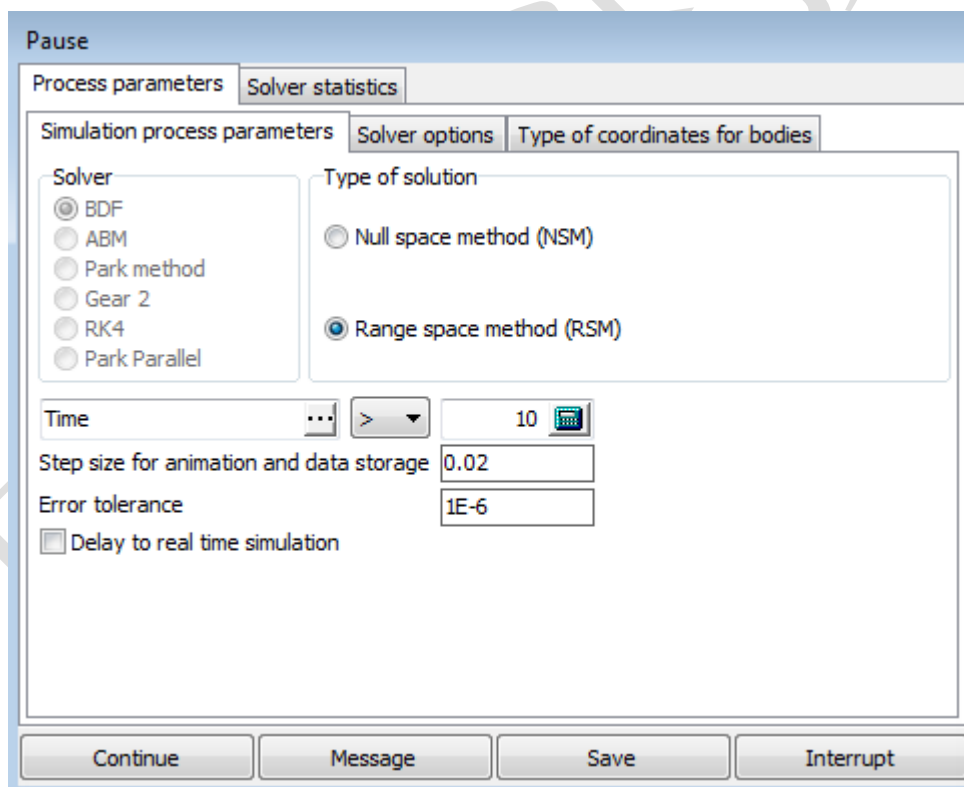 Pause
Process parameters Solver statistics
Simulation process parameters Solver options Type of coordinates for bodies
Solver Type of solution
BDF
ABM
Park method
Gear 2
RK4
Park Parallel
Null space method (NSM)
Range space method (RSM)
Time ... > 10
Step size for animation and data storage 0.02
Error tolerance 1E-6
Delay to real time simulation
Continue Message Save Interrupt